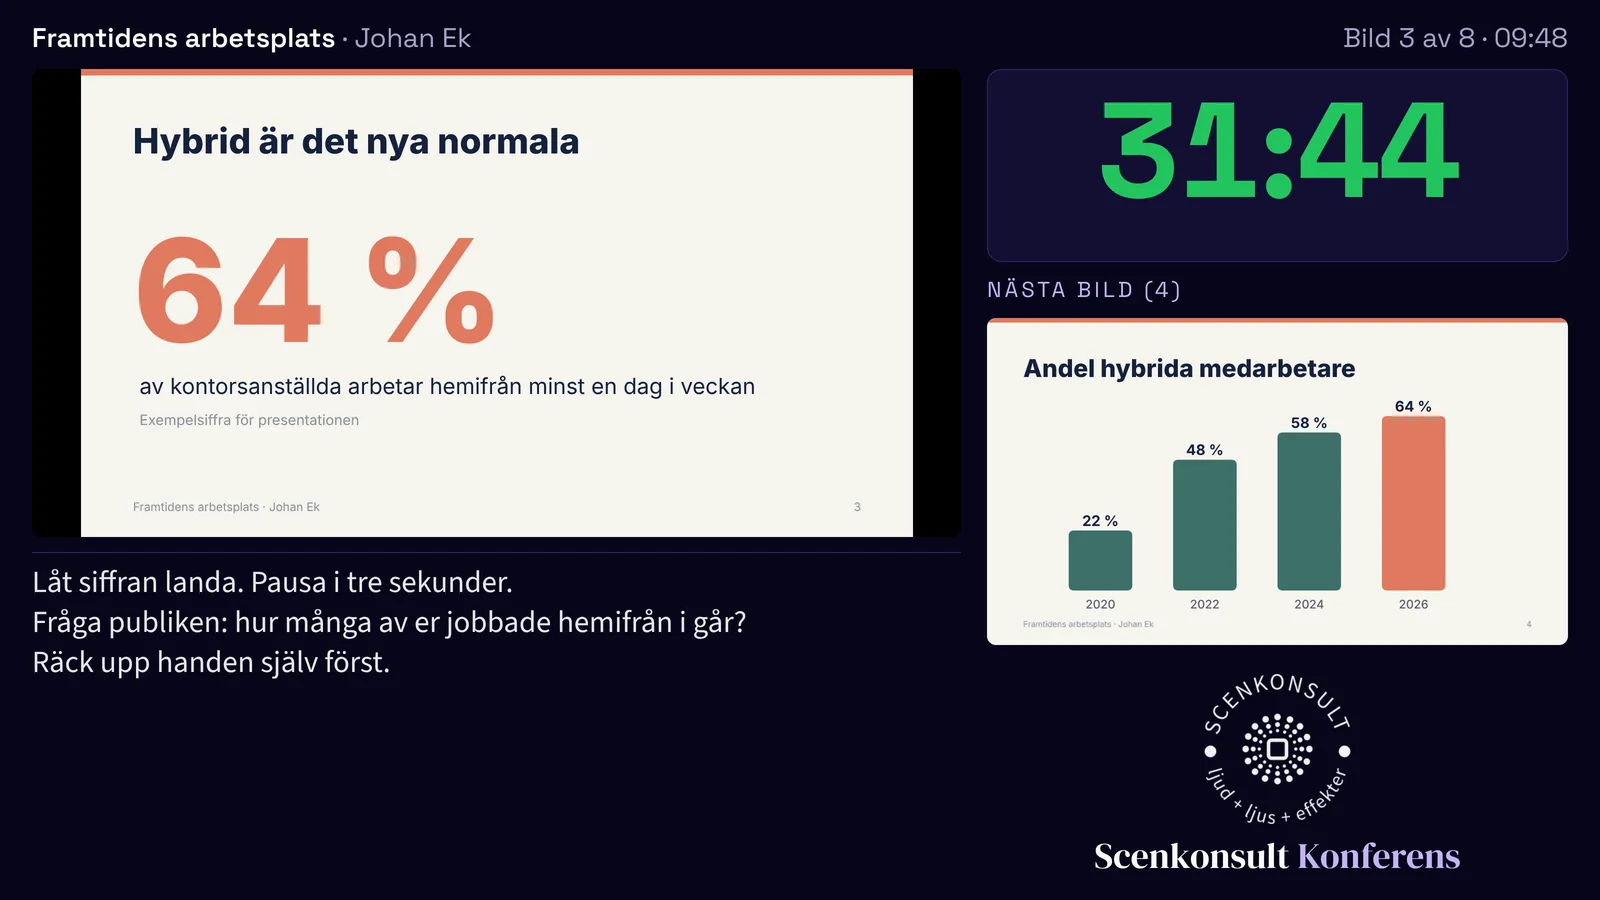 Framtidens arbetsplats · Johan Ek
Bild 3 av 8 · 09:48
Hybrid är det nya normala
64 %
av kontorsanställda arbetar hemifrån minst en dag i veckan
Exempelsiffra för presentationen
Framtidens arbetsplats · Johan Ek
3
Låt siffran landa. Pausa i tre sekunder.
Fråga publiken: hur många av er jobbade hemifrån i går?
Räck upp handen själv först.
31:44
NÄSTA BILD (4)
Andel hybrida medarbetare
22 %
48 %
58 %
64 %
2020
2022
2024
2026
Framtidens arbetsplats · Johan Ek
4
SCENKONSULT
ljud + ljus + effekter
Scenkonsult Konferens